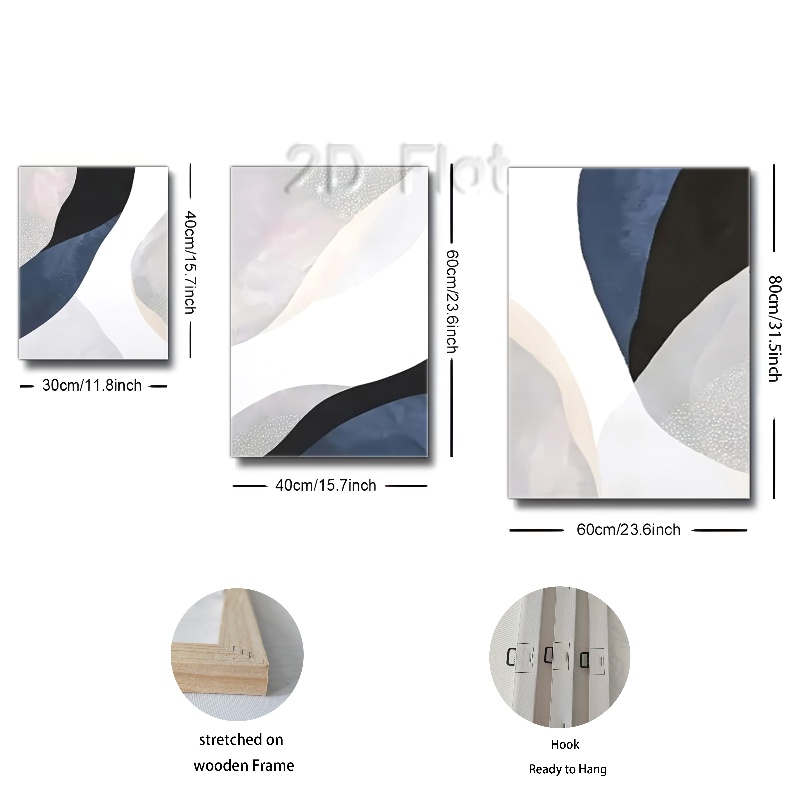 2D Flat
40cm/15.7inch
30cm/11.8inch
60cm/23.6inch
40cm/15.7inch
80cm/31.5inch
60cm/23.6inch
stretched on
wooden Frame
Hook
Ready to Hang